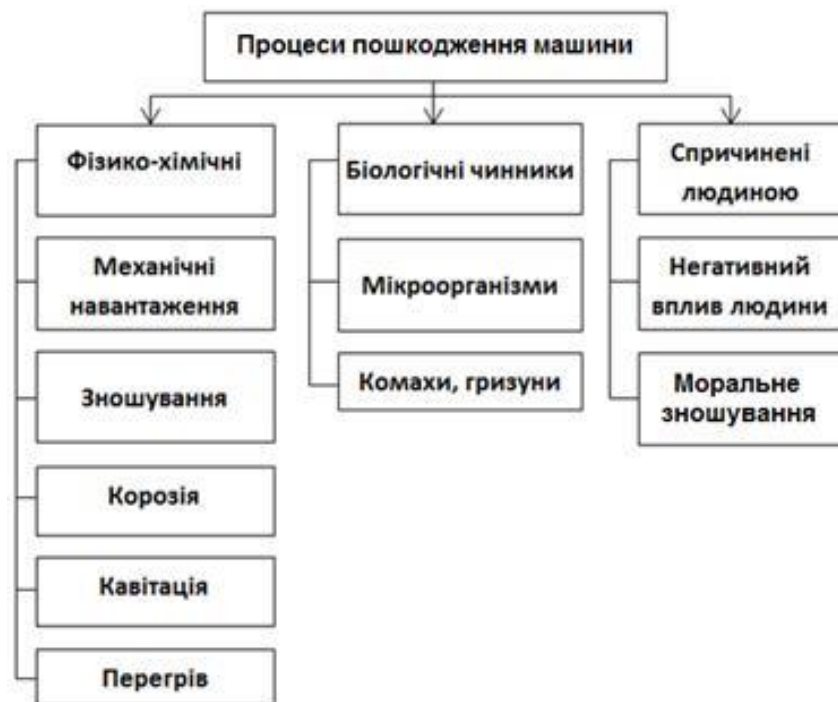 Процеси пошкодження машини
Фізико-хімічні
Механічні
навантаження
Зношування
Корозія
Кавітація
Перегрів
Біологічні чинники
Мікроорганізми
Комахи, гризуни
Спричинені
людиною
Негативний
вплив людини
Моральне
зношування